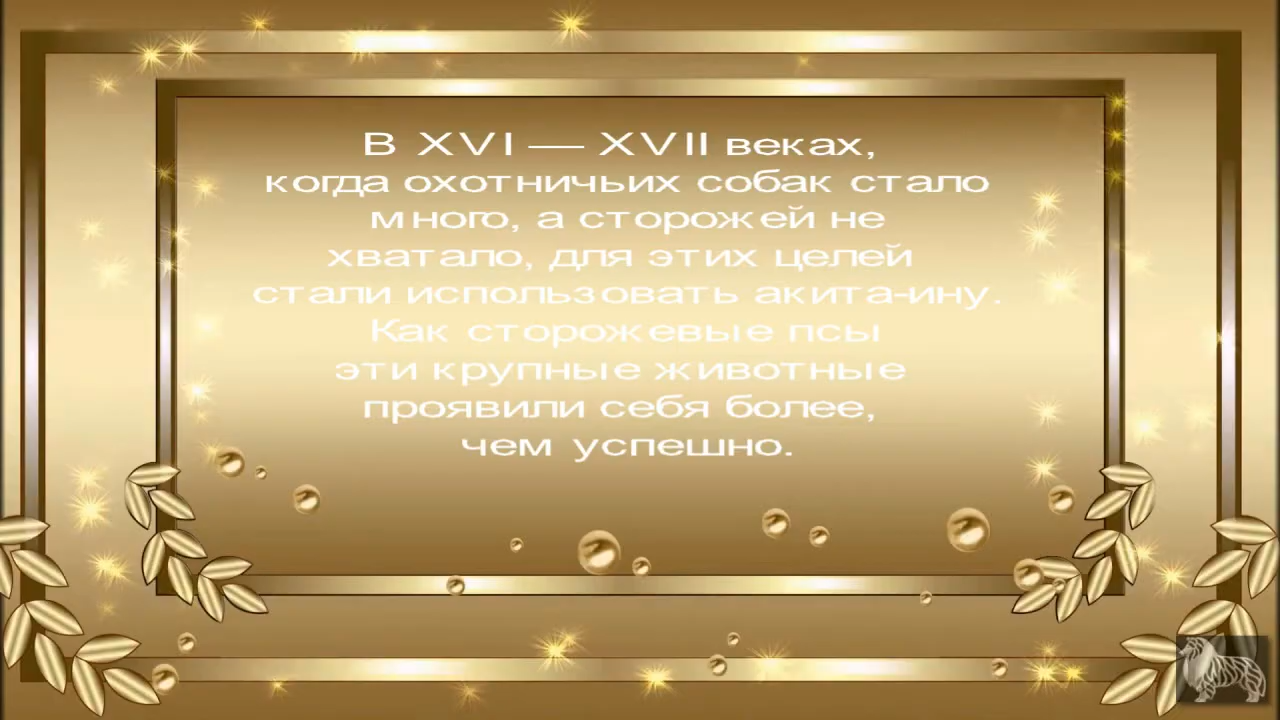 В XVI — XVII веках,
когда охотничьих собак стало
много, а сторожей не
хватало, для этих целей
стали использовать акита-ину.
Как сторожевые псы
эти крупные животные
проявили себя более,
чем успешно.